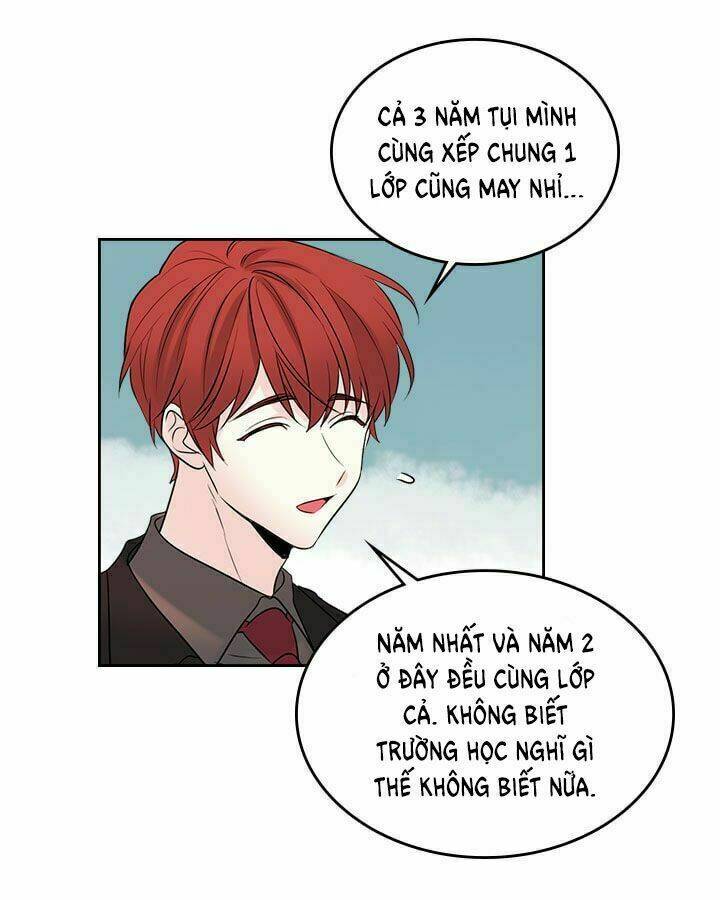 CẢ 3 NĂM TỤI MÌNH
CÙNG XẾP CHUNG 1
LỚP CŨNG MAY NHỈ...
NĂM NHẤT VÀ NĂM 2
Ở ĐÂY ĐỀU CÙNG LỚP
CẢ. KHÔNG BIẾT
TRƯỜNG HỌC NGHĨ GÌ
THẾ KHÔNG BIẾT NỮA.